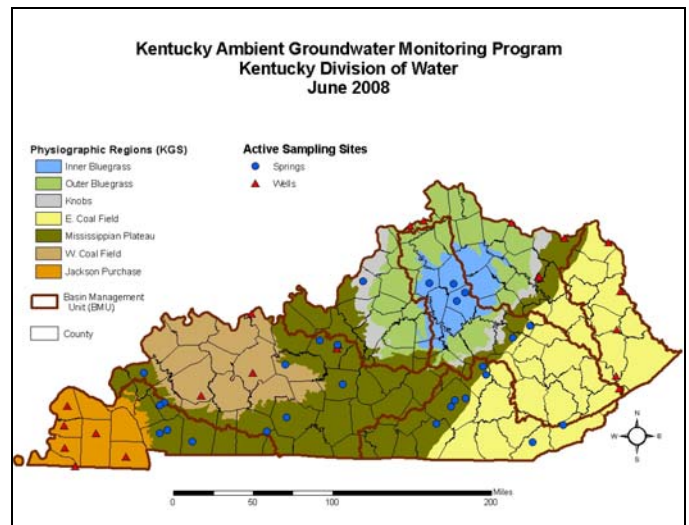 Kentucky Ambient Groundwater Monitoring Program
Kentucky Division of Water
June 2008
Physiographic Regions (KGS)
Inner Bluegrass
Outer Bluegrass
Knobs
E. Coal Field
Mississippian Plateau
W. Coal Field
Jackson Purchase
Basin Management
Unit (BMU)
County
Active Sampling Sites
Springs
Wells
N
W
E
S
Miles
0
50
100
200